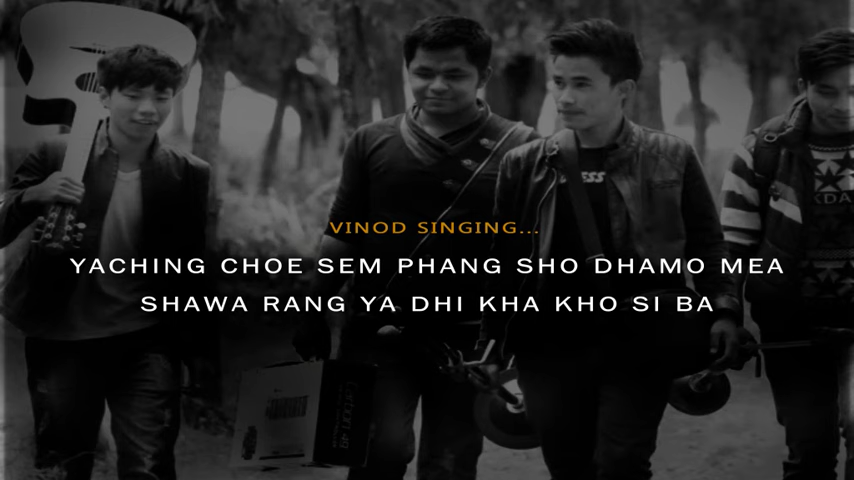 VINOD SINGING...
YACHING CHOE SEM PHANG SHO DHAMO MEA
SHAWA RANG YA DHI KHA KHO SI BA